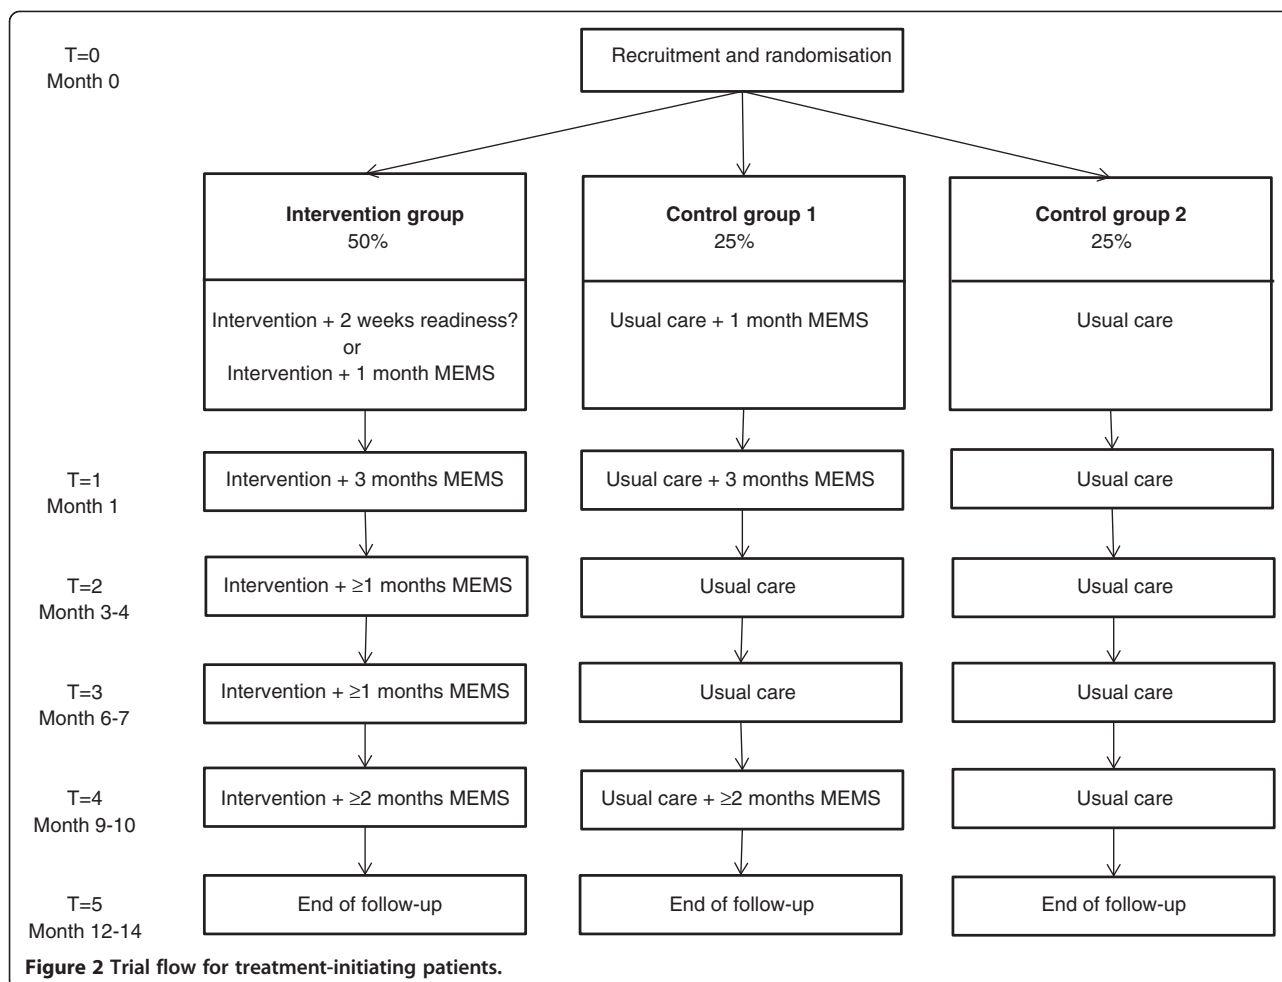 T=0
Month 0
Recruitment and randomisation
Intervention group
50%
Control group 1
25%
Control group 2
25%
Intervention + 2 weeks readiness?
or
Intervention + 1 month MEMS
Usual care + 1 month MEMS
Usual care
T=1
Month 1
Intervention + 3 months MEMS
Usual care + 3 months MEMS
Usual care
T=2
Month 3-4
Intervention + ≥1 months MEMS
Usual care
Usual care
T=3
Month 6-7
Intervention + ≥1 months MEMS
Usual care
Usual care
T=4
Month 9-10
Intervention + ≥2 months MEMS
Usual care + ≥2 months MEMS
Usual care
T=5
Month 12-14
End of follow-up
End of follow-up
End of follow-up
Figure 2 Trial flow for treatment-initiating patients.